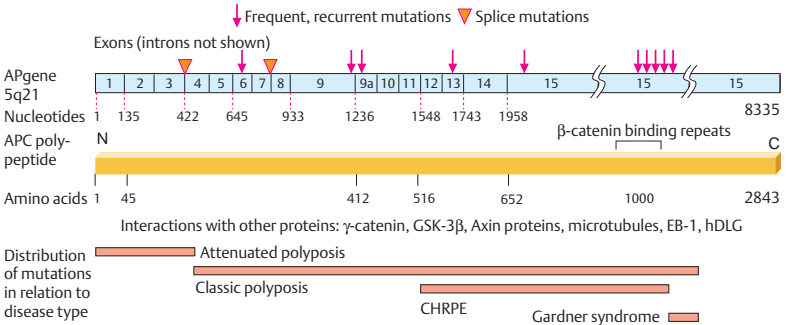 Frequent, recurrent mutations Splice mutations
Exons (introns not shown)
APgene 1 2 3 4 5 6 7 8 9 9a 10 11 12 13 14 15 15 15
5q21
Nucleotides 1 135 422 645 933 1236 1548 1743 1958 8335
APC poly-
peptide
N β-catenin binding repeats C
Amino acids 1 45 412 516 652 1000 2843
Interactions with other proteins: γ-catenin, GSK-3β, Axin proteins, microtubules, EB-1, hDLG
Distribution
of mutations
in relation to
disease type
Attenuated polyposis
Classic polyposis
CHRPE
Gardner syndrome